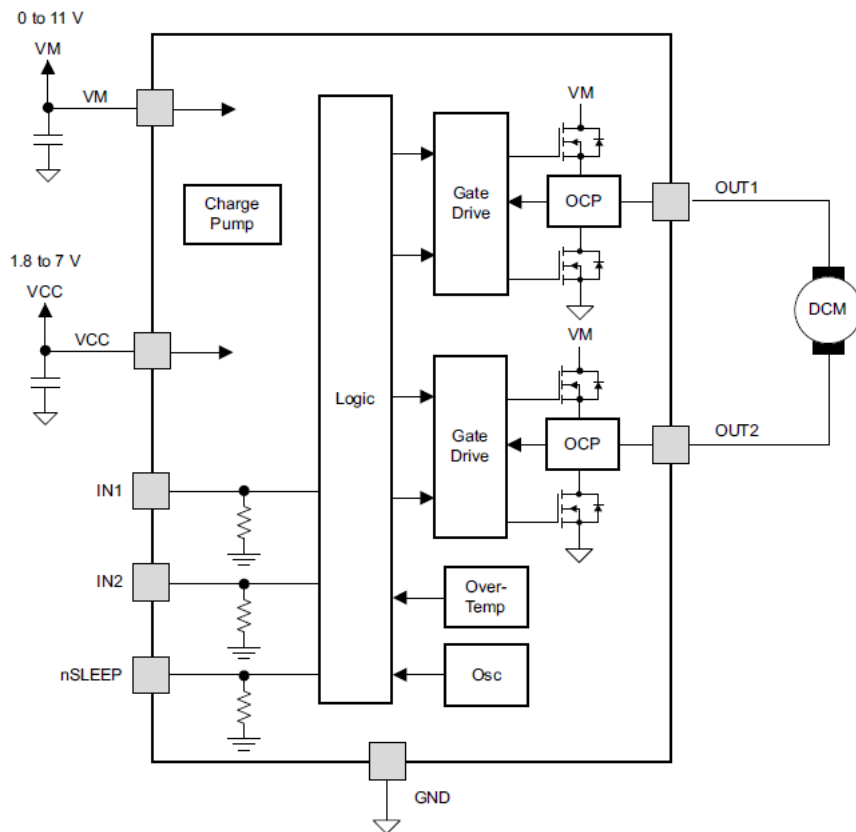 0 to 11 V
VM
VM
VM
Charge
Pump
Gate
Drive
OCP
OUT1
1.8 to 7 V
VCC
VCC
DCM
VM
Logic
Gate
Drive
OCP
OUT2
IN1
IN2
Over-
Temp
nSLEEP
Osc
GND